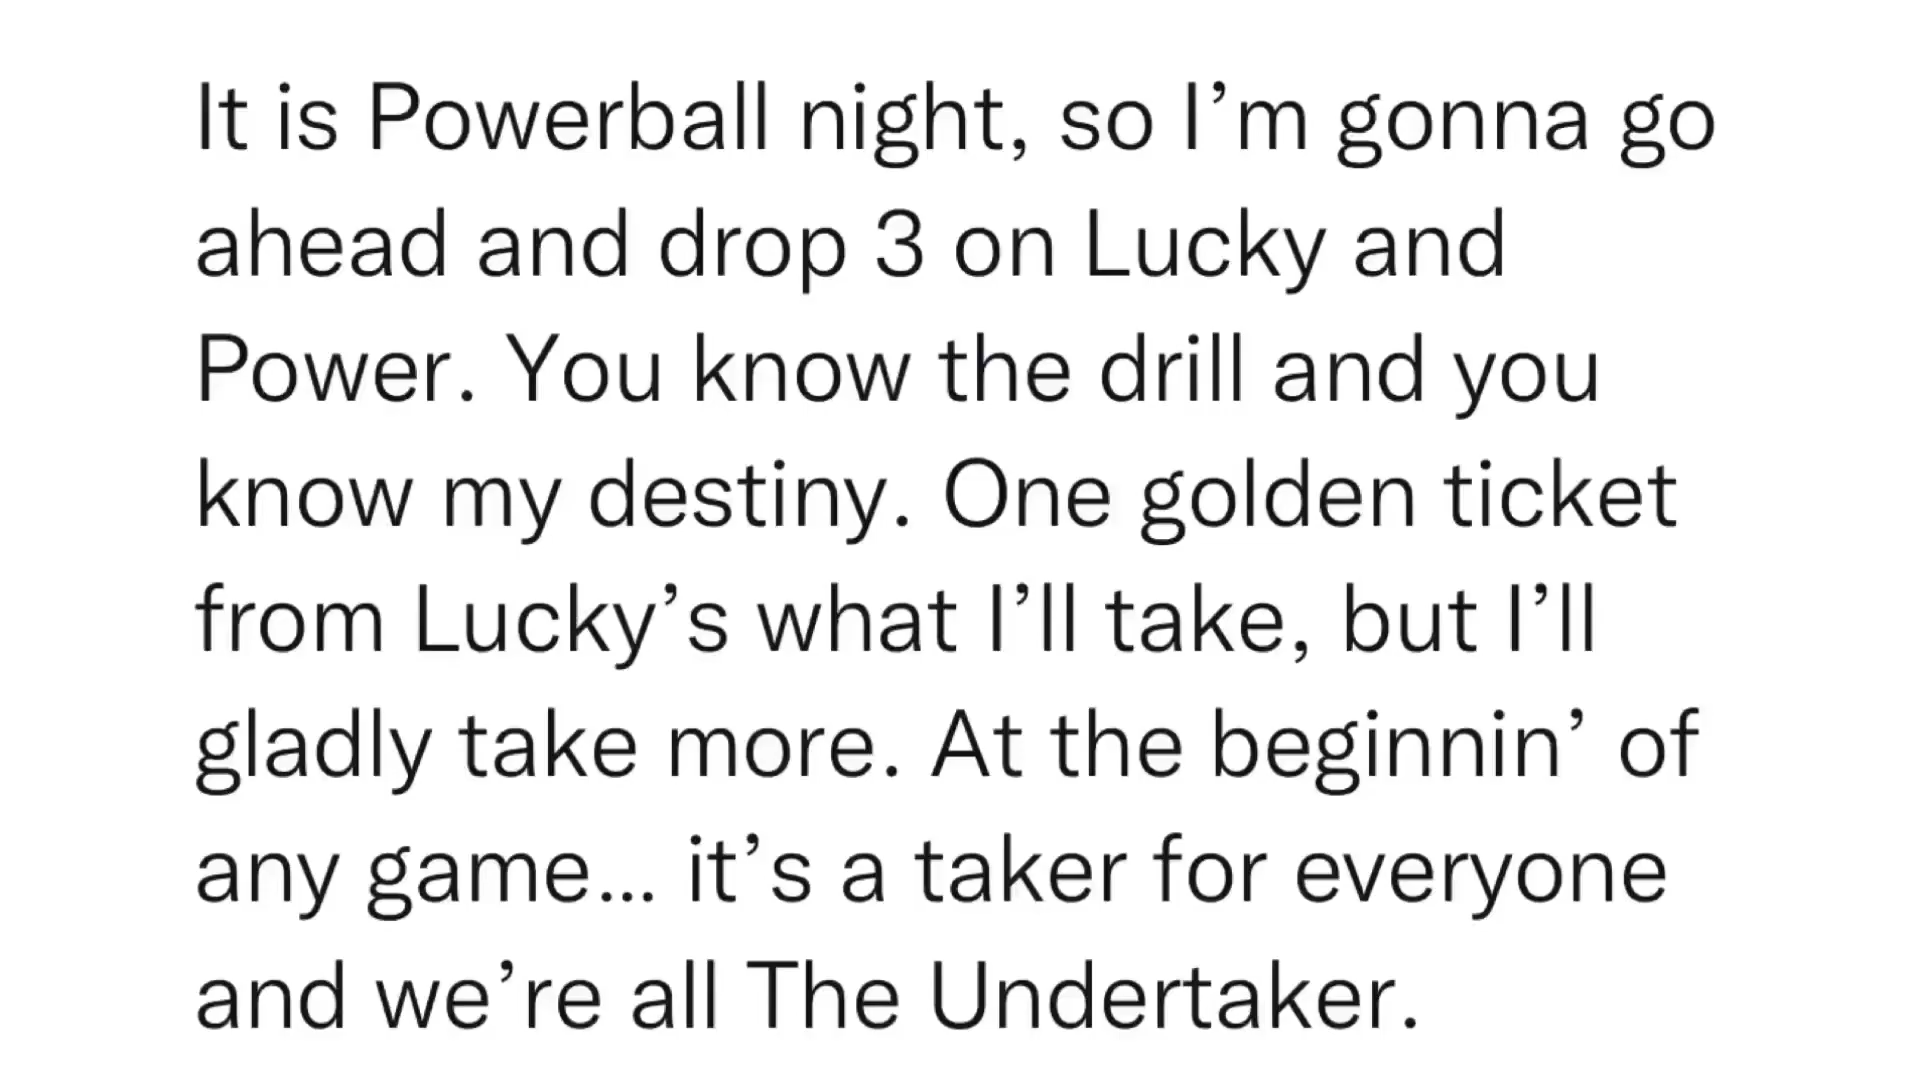 It is Powerball night, so I’m gonna go
ahead and drop 3 on Lucky and
Power. You know the drill and you
know my destiny. One golden ticket
from Lucky’s what I’ll take, but I’ll
gladly take more. At the beginnin’ of
any game... it’s a taker for everyone
and we’re all The Undertaker.